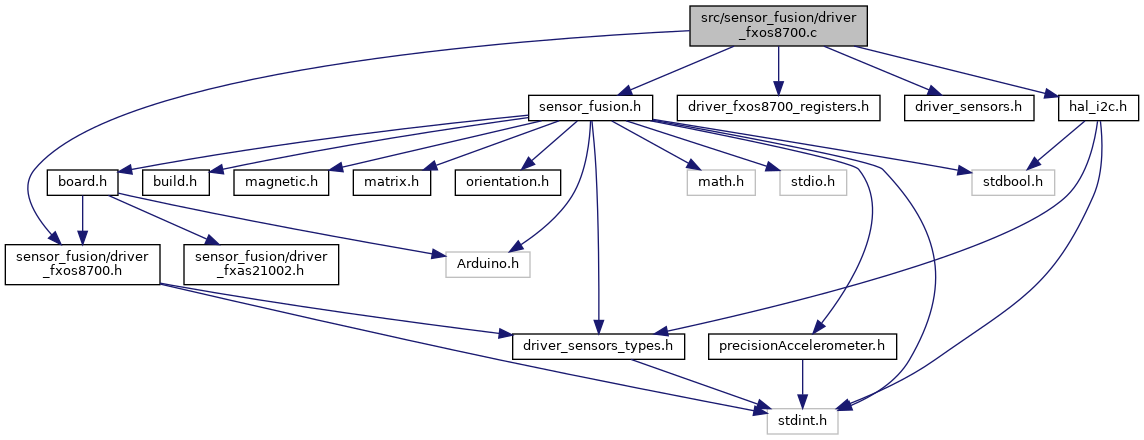 src/sensor_fusion/driver
_fxos8700.c
sensor_fusion.h
driver_fxos8700_registers.h
driver_sensors.h
hal_i2c.h
board.h
build.h
magnetic.h
matrix.h
orientation.h
math.h
stdio.h
stdbool.h
sensor_fusion/driver
_fxos8700.h
sensor_fusion/driver
_fxas21002.h
Arduino.h
driver_sensors_types.h
precisionAccelerometer.h
stdint.h